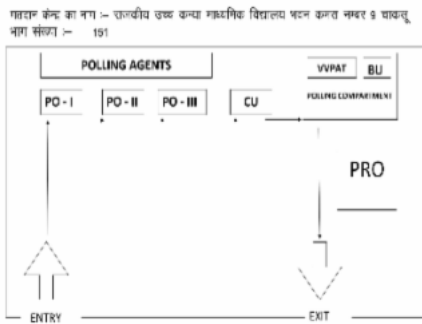 मतदान केन्द्र का नाम :- राजकीय उच्च कन्या माध्यमिक विद्यालय भवन कमरा नम्बर 9 चाकसू
भाग संख्या :- 151
POLLING AGENTS
VVPAT BU
POLLING COMPARTMENT
PO - I PO - II PO - III CU
PRO
ENTRY EXIT